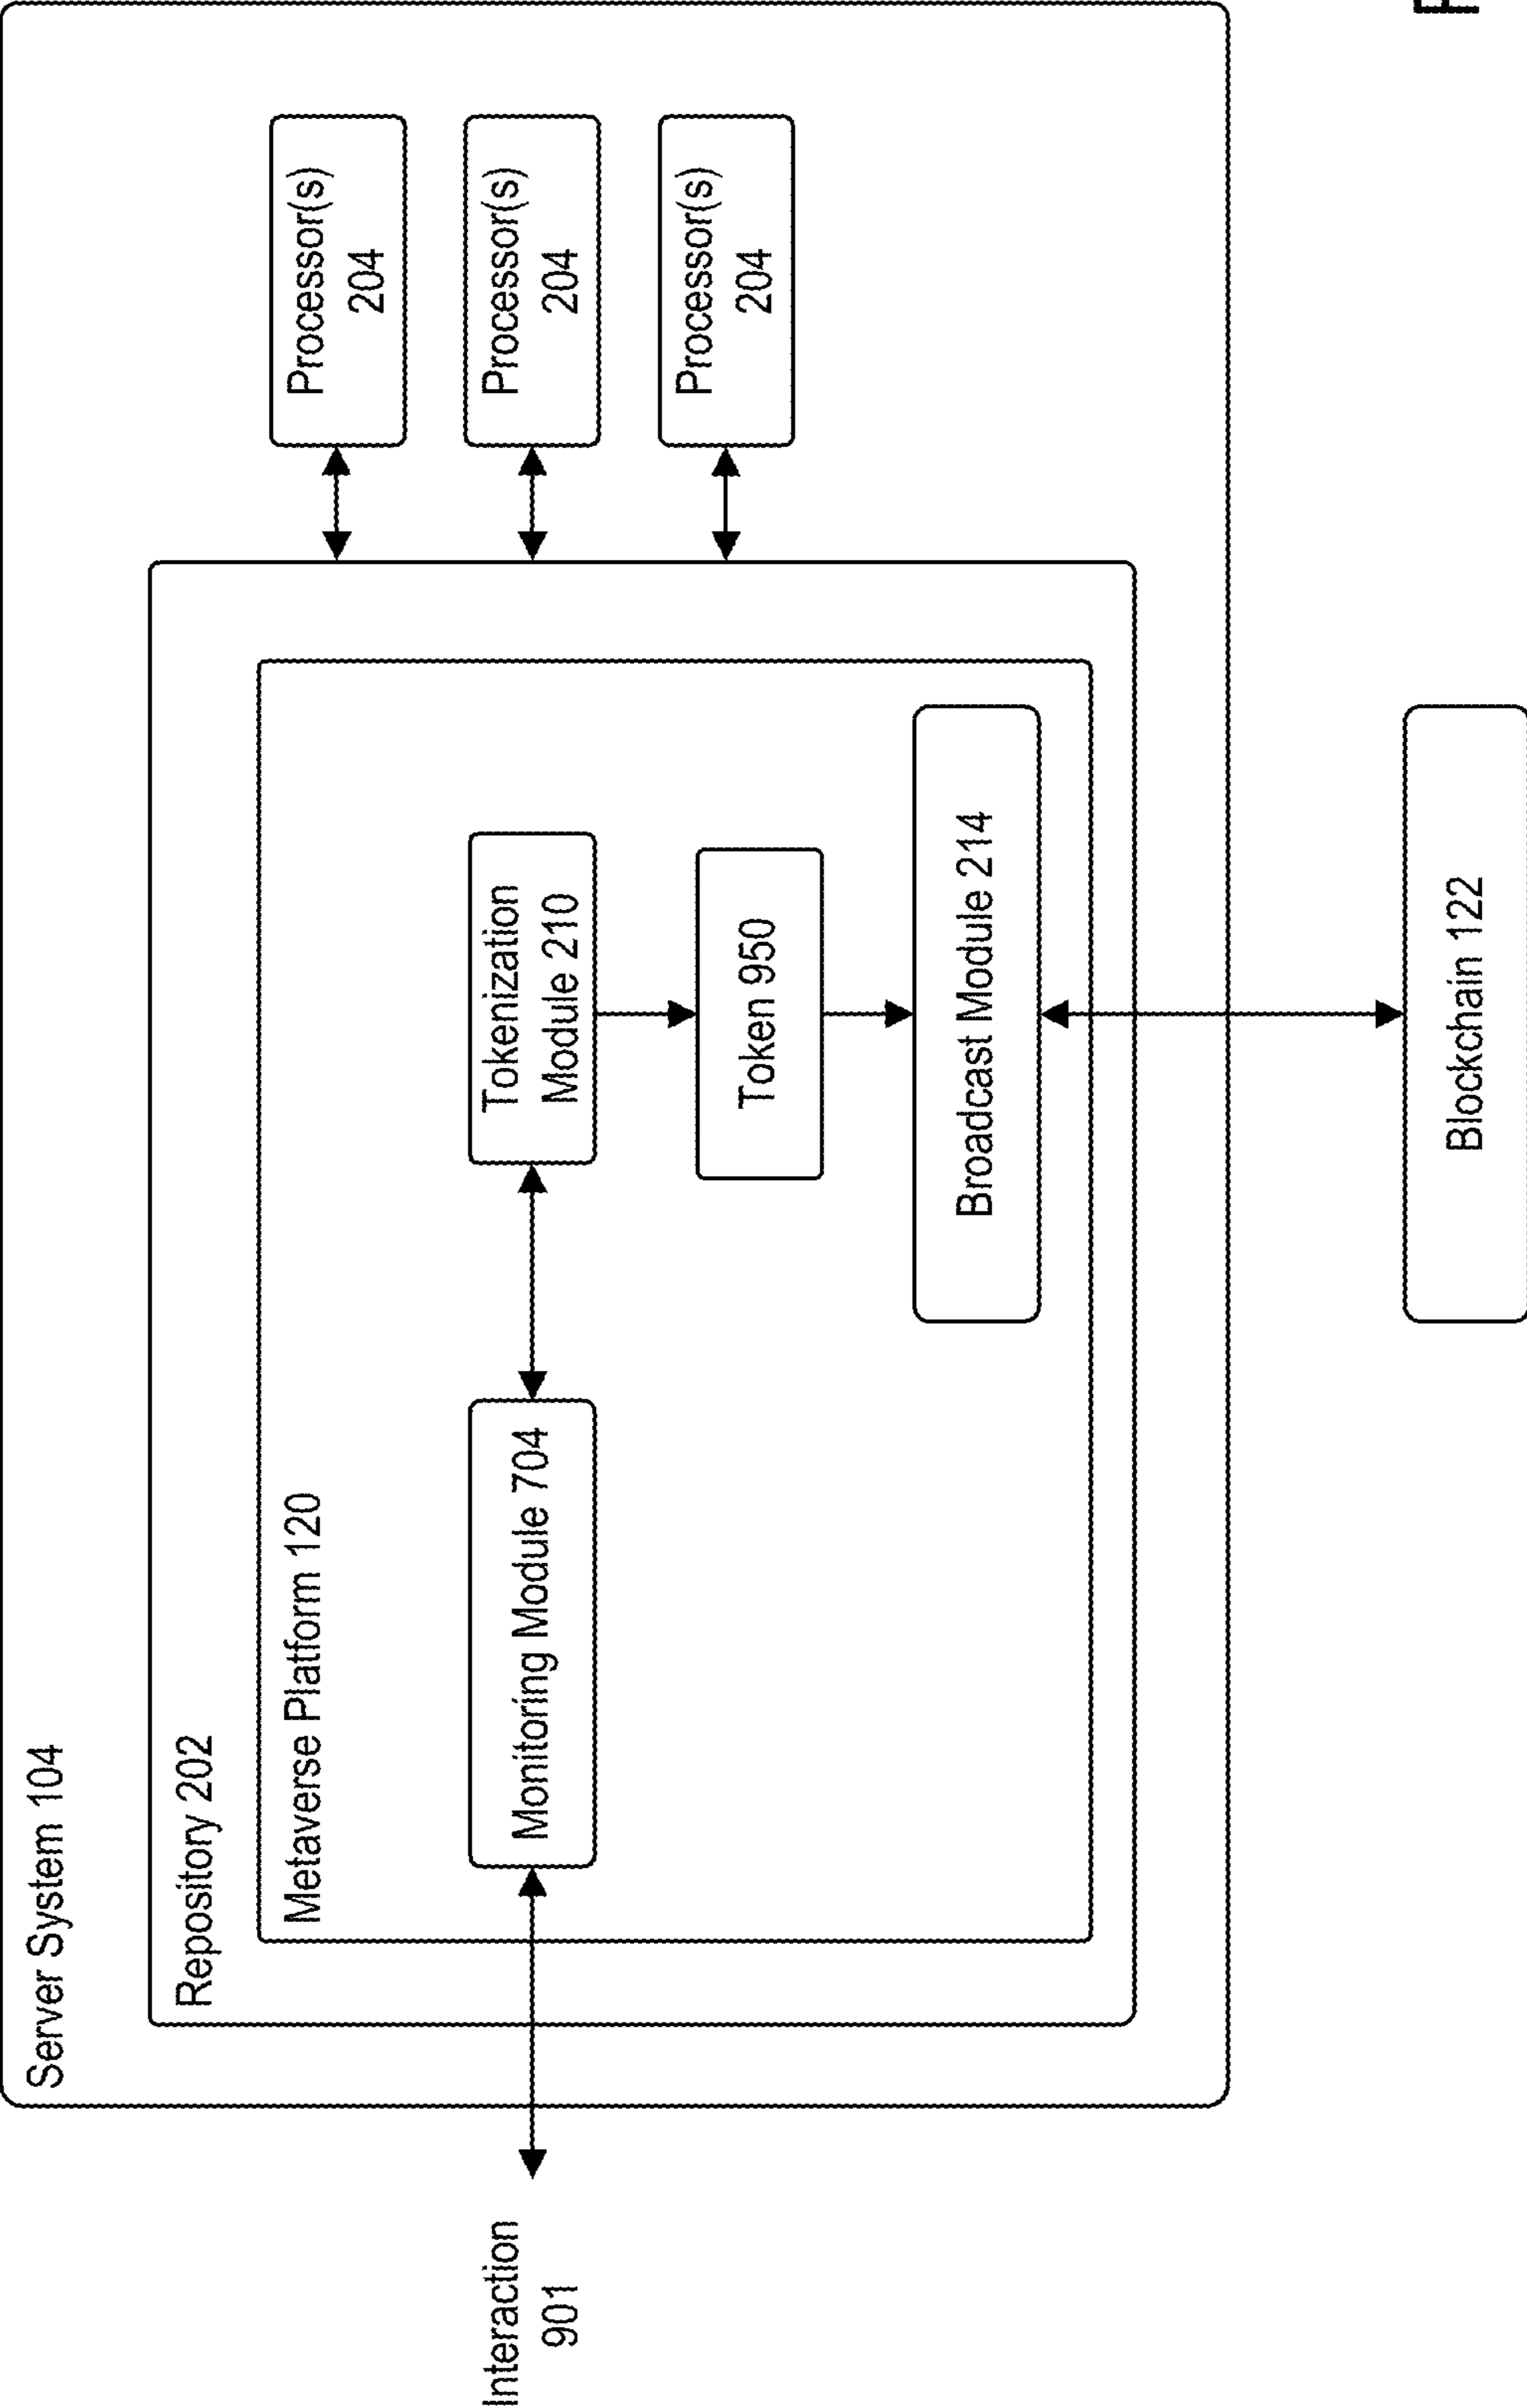 Server System 104
Repository 202
Metaverse Platform 120
Interaction
901
Monitoring Module 704
Tokenization
Module 210
Token 950
Broadcast Module 214
Processor(s)
204
Processor(s)
204
Processor(s)
204
Blockchain 122